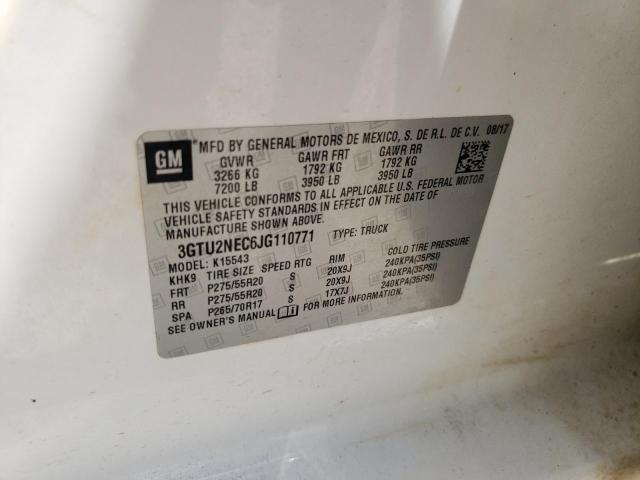 GM
MFD BY GENERAL MOTORS DE MEXICO, S. DE R.L. DE C.V. 08/17
GVWR GAWR FRT GAWR RR
3266 KG 1792 KG 1792 KG
7200 LB 3950 LB 3950 LB
THIS VEHICLE CONFORMS TO ALL APPLICABLE U.S. FEDERAL MOTOR
VEHICLE SAFETY STANDARDS IN EFFECT ON THE DATE OF
MANUFACTURE SHOWN ABOVE.
3GTU2NEC6JG110771 TYPE: TRUCK
MODEL: K15543
KHK9 TIRE SIZE SPEED RTG RIM COLD TIRE PRESSURE
FRT P275/55R20 S 20X9J 240KPA(35PSI)
RR P275/55R20 S 20X9J 240KPA(35PSI)
SPA P265/70R17 S 17X7J 240KPA(35PSI)
SEE OWNER'S MANUAL FOR MORE INFORMATION.